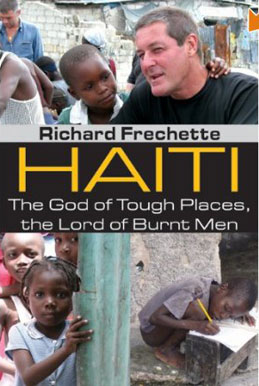 Richard Frechette
HAITI
The God of Tough Places,
the Lord of Burnt Men